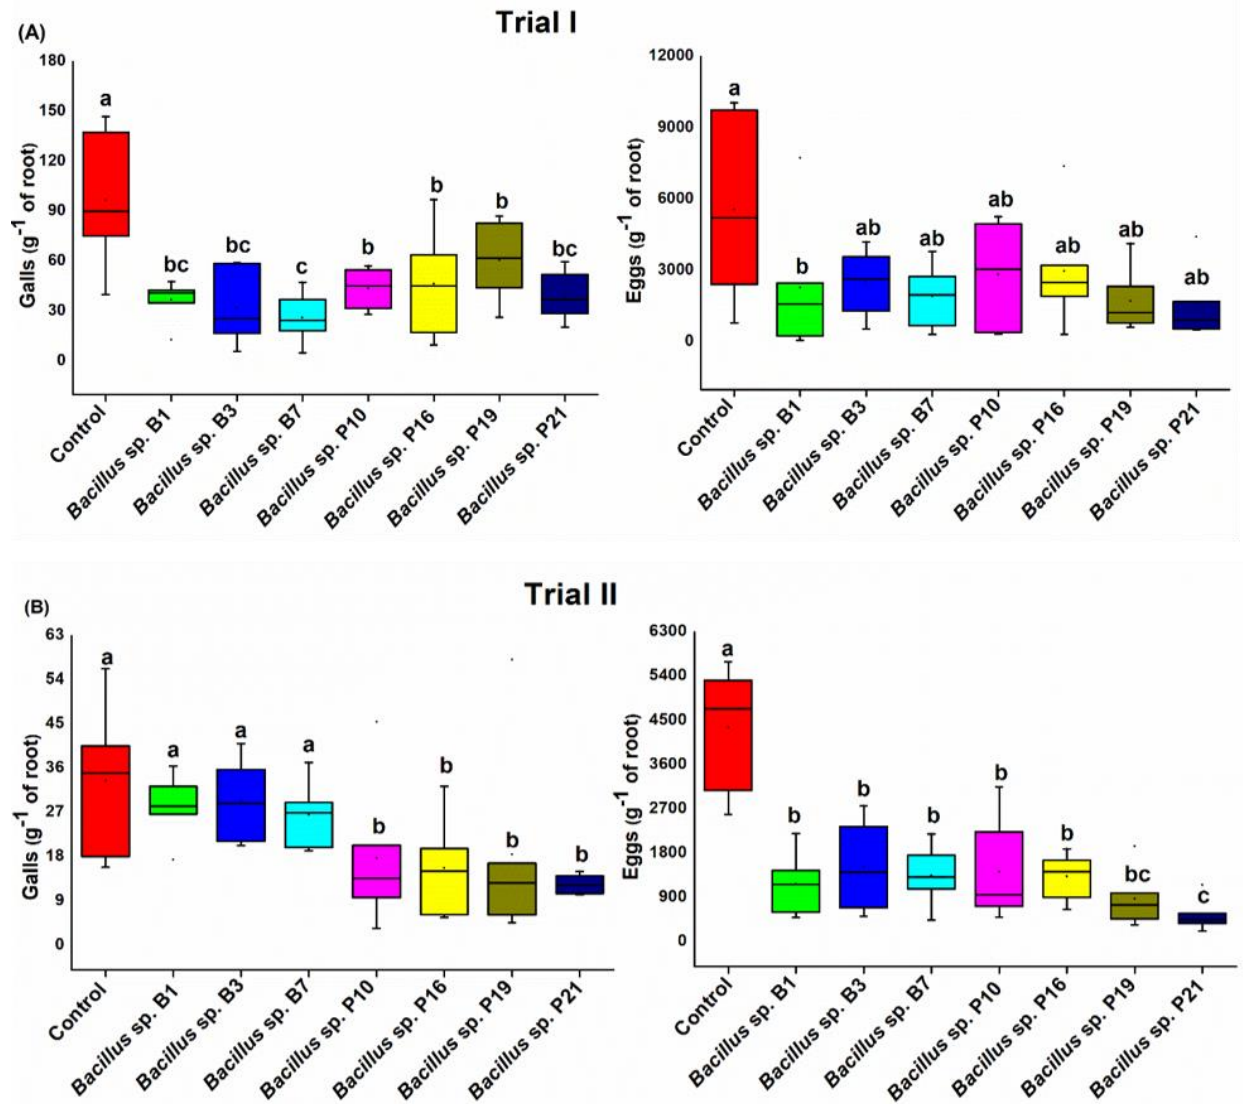 Trial I
(A)
180
150
120
90
60
30
0
Galls (g-1 of root)
a
bc
bc
c
b
b
b
bc
Control
Bacillus sp. B1
Bacillus sp. B3
Bacillus sp. B7
Bacillus sp. P10
Bacillus sp. P16
Bacillus sp. P19
Bacillus sp. P21
12000
9000
6000
3000
0
Eggs (g-1 of root)
a
b
ab
ab
ab
ab
ab
ab
Control
Bacillus sp. B1
Bacillus sp. B3
Bacillus sp. B7
Bacillus sp. P10
Bacillus sp. P16
Bacillus sp. P19
Bacillus sp. P21
Trial II
(B)
63
54
45
36
27
18
9
0
Galls (g-1 of root)
a
a
a
a
b
b
b
b
Control
Bacillus sp. B1
Bacillus sp. B3
Bacillus sp. B7
Bacillus sp. P10
Bacillus sp. P16
Bacillus sp. P19
Bacillus sp. P21
6300
5400
4500
3600
2700
1800
900
0
Eggs (g-1 of root)
a
b
b
b
b
b
bc
c
Control
Bacillus sp. B1
Bacillus sp. B3
Bacillus sp. B7
Bacillus sp. P10
Bacillus sp. P16
Bacillus sp. P19
Bacillus sp. P21